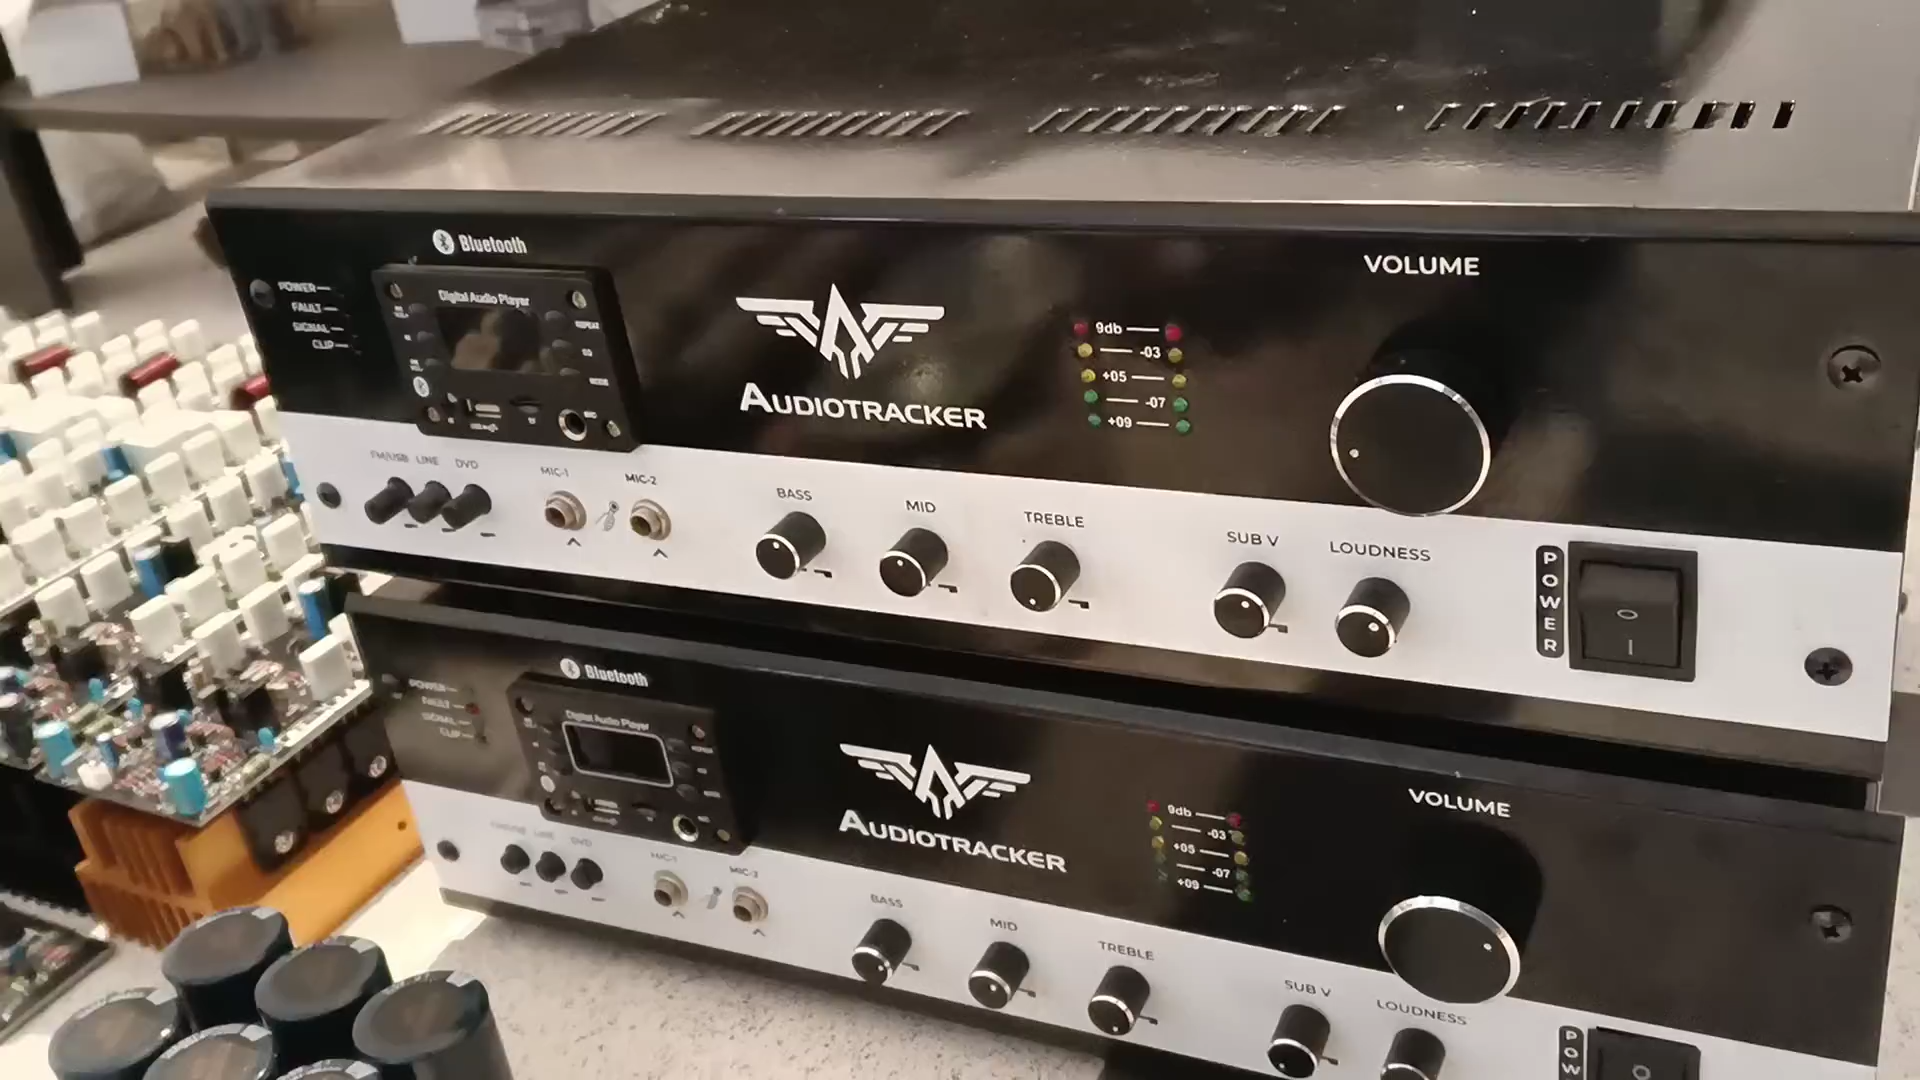 Bluetooth
POWER
FAULT
SIGNAL
CLIP
Digital Audio Player
REPEAT
EQ
MODE
AUDIOTRACKER
9db
-03
+05
-07
+09
VOLUME
FM/USB LINE DVD
MIC-1
MIC-2
BASS
MID
TREBLE
SUB V
LOUDNESS
POWER
Bluetooth
POWER
FAULT
SIGNAL
CLIP
Digital Audio Player
REPEAT
AUDIOTRACKER
9db
-03
+05
-07
+09
VOLUME
LINE DVD
MIC-1
MIC-2
BASS
MID
TREBLE
SUB V
LOUDNESS
POW